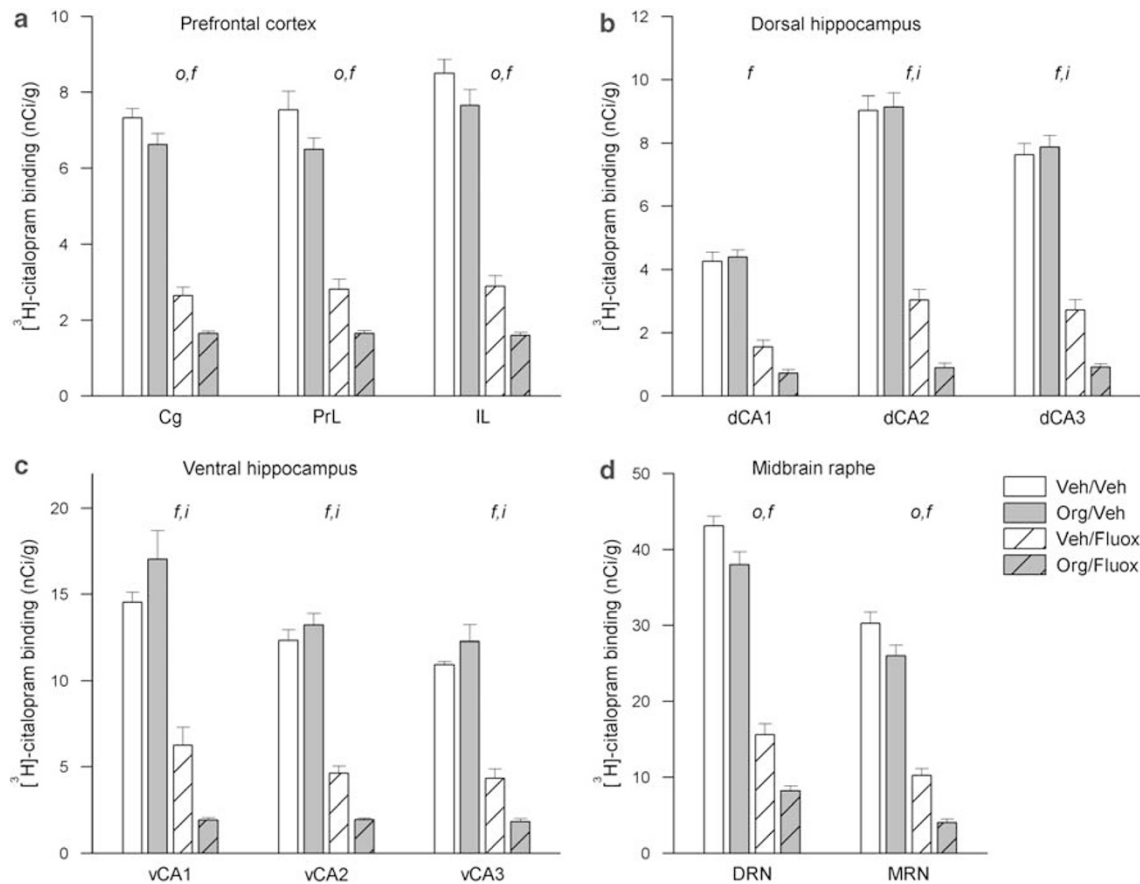 a Prefrontal cortex
[³H]-citalopram binding (nCi/g)
10
8
6
4
2
0
o,f o,f o,f
Cg PrL IL
b Dorsal hippocampus
[³H]-citalopram binding (nCi/g)
12
10
8
6
4
2
0
f f,i f,i
dCA1 dCA2 dCA3
c Ventral hippocampus
[³H]-citalopram binding (nCi/g)
20
15
10
5
0
f,i f,i f,i
vCA1 vCA2 vCA3
d Midbrain raphe
[³H]-citalopram binding (nCi/g)
50
40
30
20
10
0
o,f o,f
DRN MRN
Veh/Veh
Org/Veh
Veh/Fluox
Org/Fluox